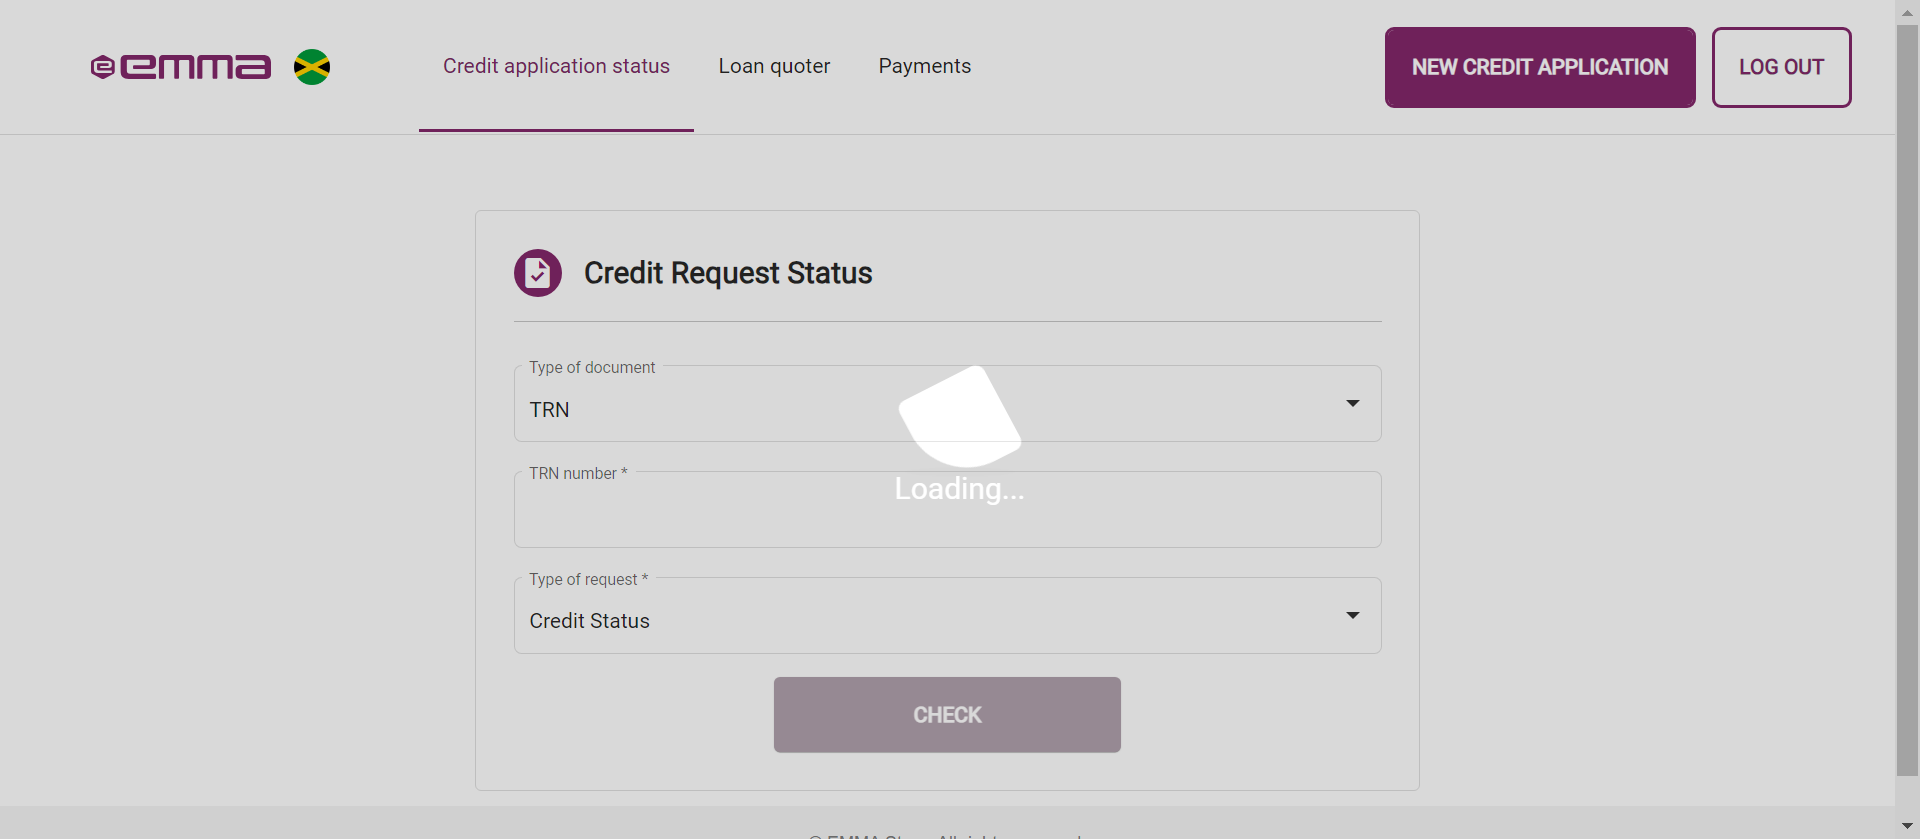 emma
Credit application status
Loan quoter
Payments
NEW CREDIT APPLICATION
LOG OUT
Credit Request Status
Type of document
TRN
TRN number *
Loading...
Type of request *
Credit Status
CHECK